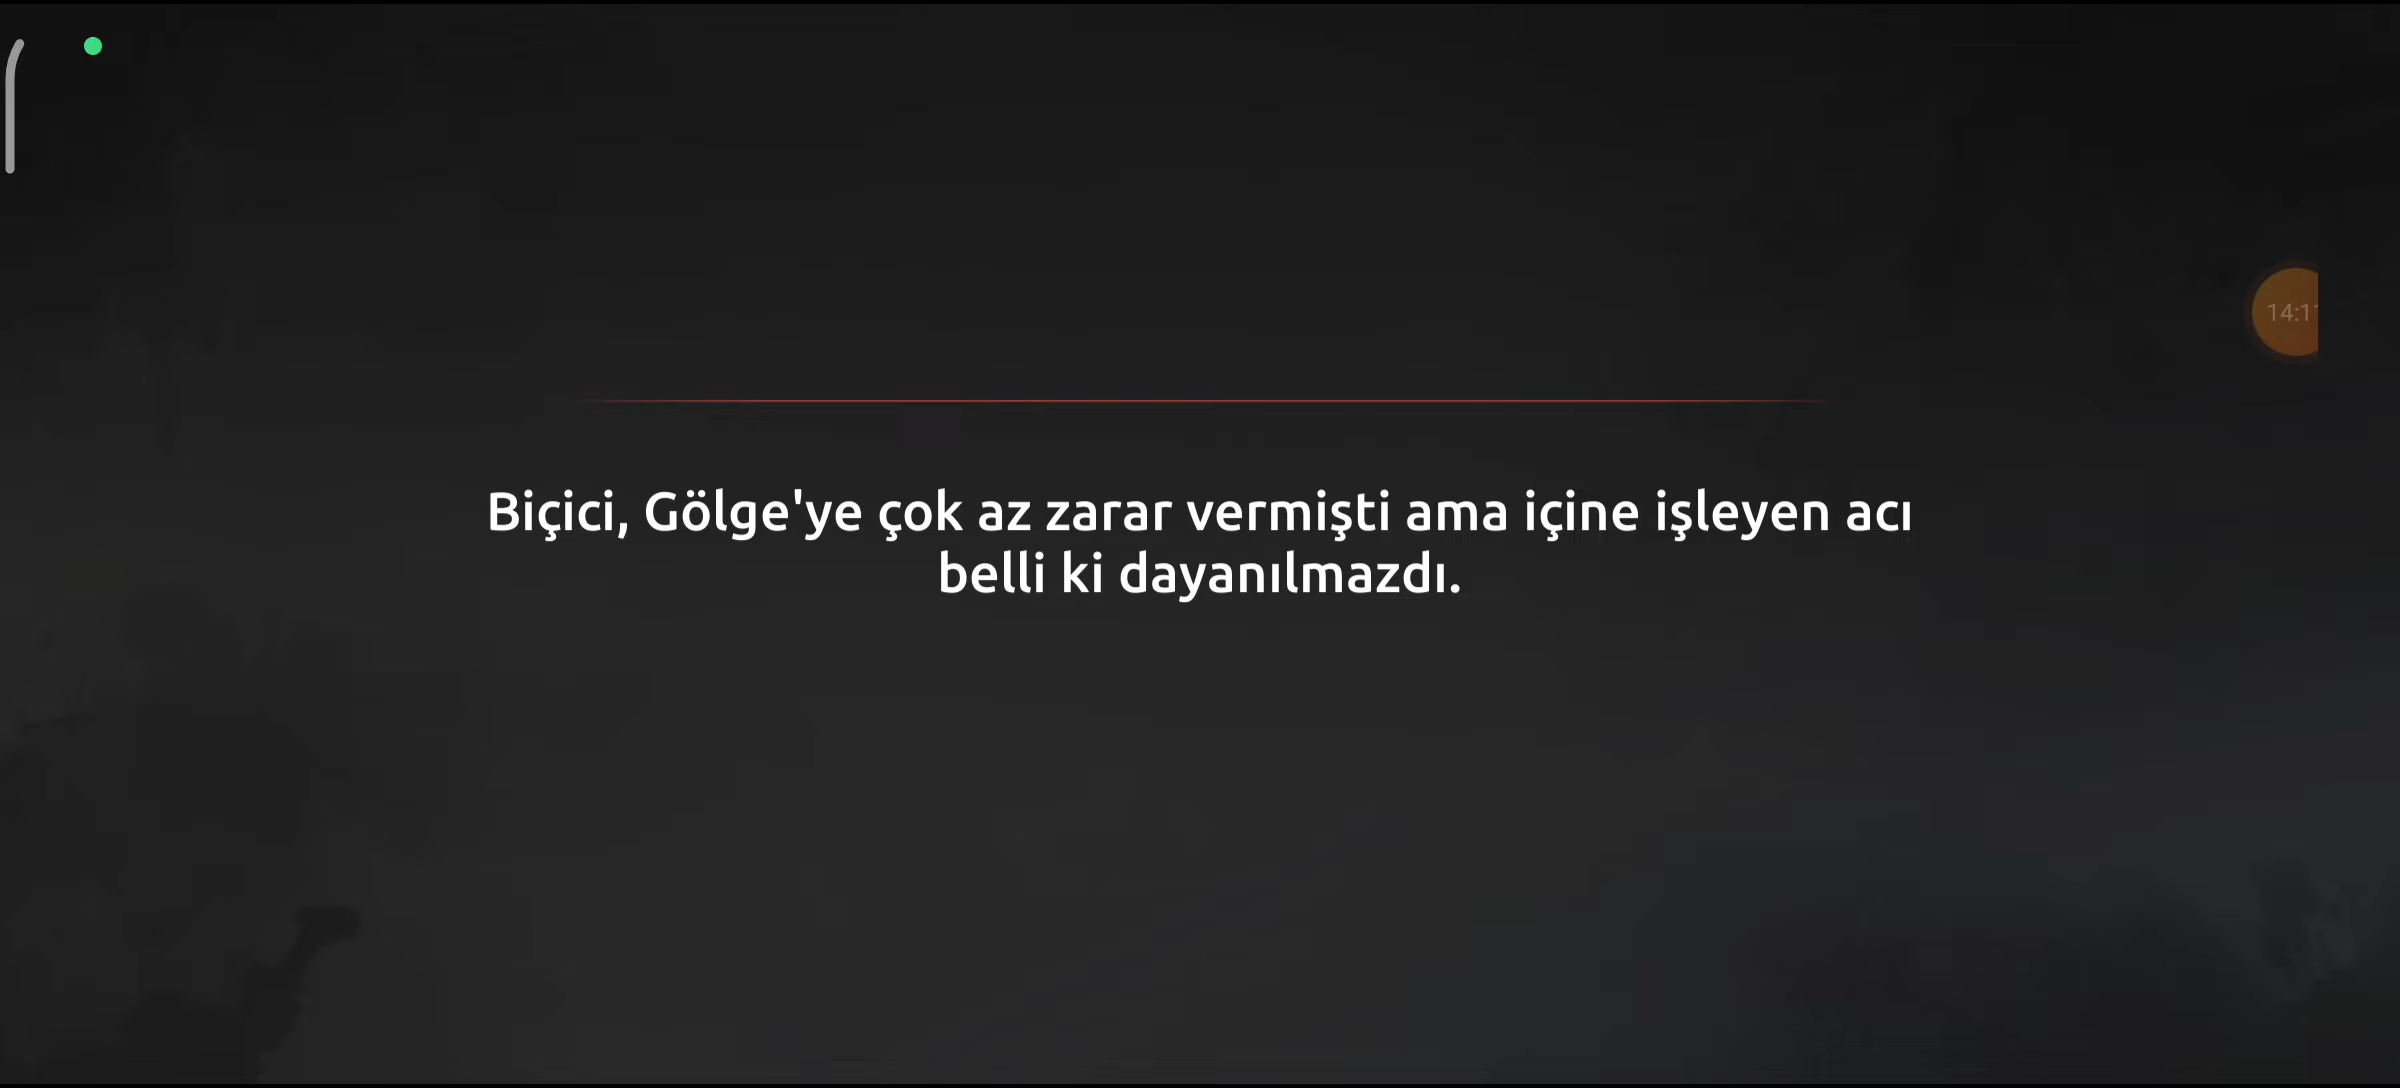 Biçici, Gölge'ye çok az zarar vermişti ama içine işleyen acı
belli ki dayanılmazdı.